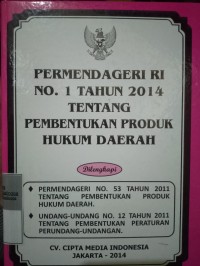 PERMENDAGERI RI
NO. 1 TAHUN 2014
TENTANG
PEMBENTUKAN PRODUK
HUKUM DAERAH
Dilengkapi
PERMENDAGERI NO. 53 TAHUN 2011
TENTANG PEMBENTUKAN PRODUK
HUKUM DAERAH.
UNDANG-UNDANG NO. 12 TAHUN 2011
TENTANG PEMBENTUKAN PERATURAN
PERUNDANG-UNDANGAN.
CV. CIPTA MEDIA INDONESIA
JAKARTA - 2014